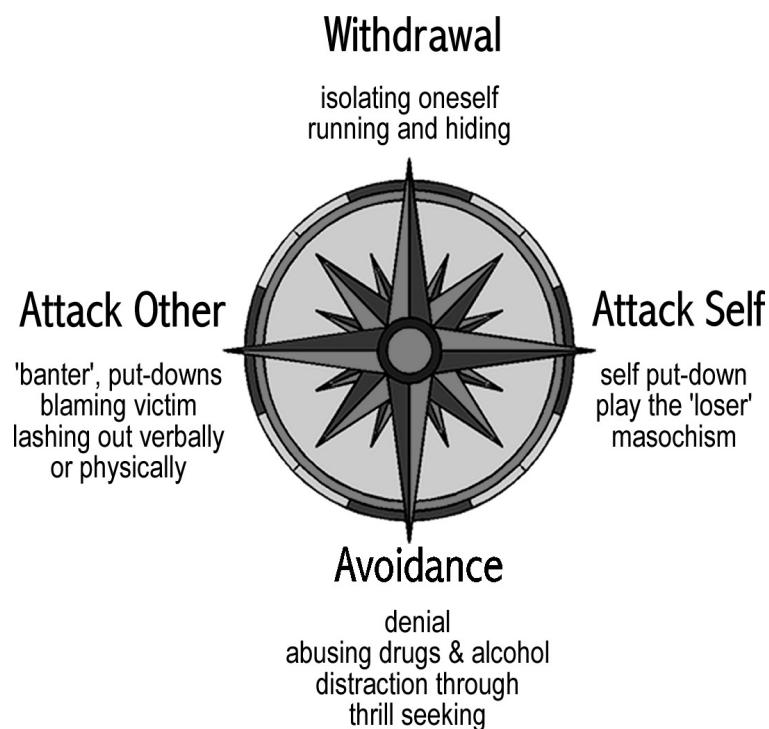 Withdrawal
isolating oneself
running and hiding
Attack Other
'banter', put-downs
blaming victim
lashing out verbally
or physically
Attack Self
self put-down
play the 'loser'
masochism
Avoidance
denial
abusing drugs & alcohol
distraction through
thrill seeking